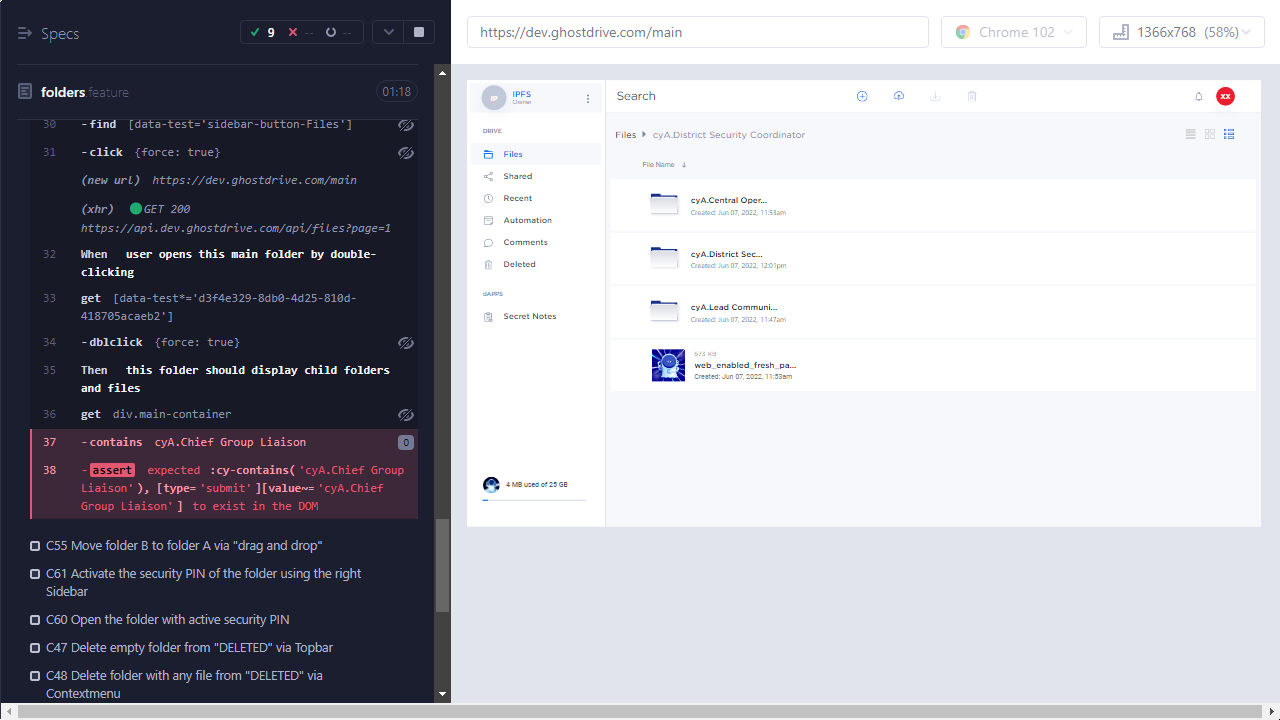 Specs
9
--
--
https://dev.ghostdrive.com/main
Chrome 102
1366x768 (58%)
folders feature
01:18
30 -find [data-test='sidebar-button-Files']
31 -click {force: true}
(new url) https://dev.ghostdrive.com/main
(xhr) GET 200
https://api.dev.ghostdrive.com/api/files?page=1
32 When user opens this main folder by double-
clicking
33 get [data-test*='d3f4e329-8db0-4d25-810d-
418705acaeb2']
34 -dblclick {force: true}
35 Then this folder should display child folders
and files
36 get div.main-container
37 -contains cyA.Chief Group Liaison 0
38 -assert expected :cy-contains('cyA.Chief Group
Liaison'), [type='submit'][value~='cyA.Chief
Group Liaison'] to exist in the DOM
C55 Move folder B to folder A via "drag and drop"
C61 Activate the security PIN of the folder using the right
Sidebar
C60 Open the folder with active security PIN
C47 Delete empty folder from "DELETED" via Topbar
C48 Delete folder with any file from "DELETED" via
Contextmenu
IP
IPFS
Owner
DRIVE
Files
Shared
Recent
Automation
Comments
Deleted
dAPPS
Secret Notes
4 MB used of 25 GB
Search
XX
Files cyA.District Security Coordinator
File Name
cyA.Central Oper...
Created: Jun 07, 2022, 11:53am
cyA.District Sec...
Created: Jun 07, 2022, 12:01pm
cyA.Lead Communi...
Created: Jun 07, 2022, 11:47am
573 KB
web_enabled_fresh_pa...
Created: Jun 07, 2022, 11:53am